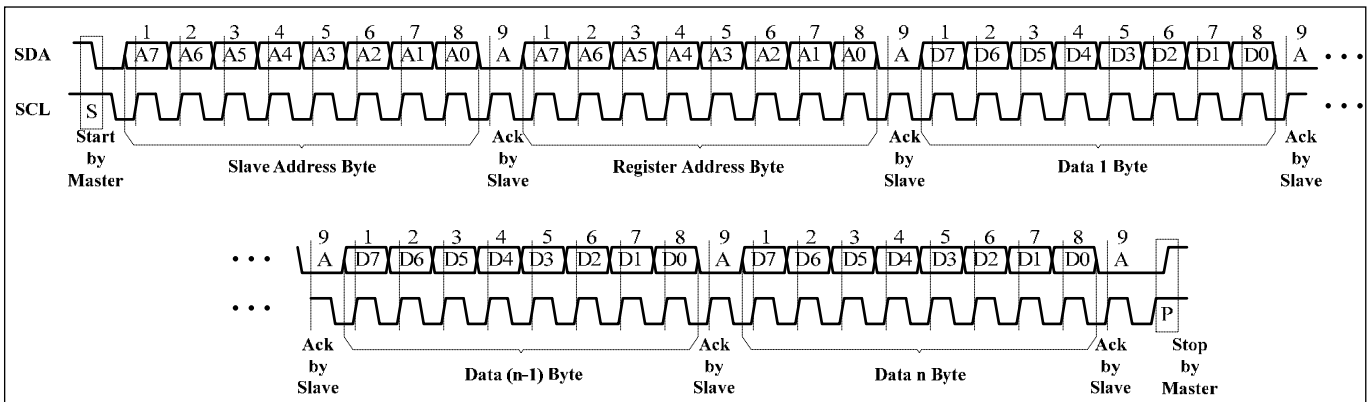 1 2 3 4 5 6 7 8 9 1 2 3 4 5 6 7 8 9 1 2 3 4 5 6 7 8 9
SDA A7 A6 A5 A4 A3 A2 A1 A0 A A7 A6 A5 A4 A3 A2 A1 A0 A D7 D6 D5 D4 D3 D2 D1 D0 A • • •
SCL S • • •
Start by Master
Slave Address Byte
Ack by Slave
Register Address Byte
Ack by Slave
Data 1 Byte
Ack by Slave
9 1 2 3 4 5 6 7 8 9 1 2 3 4 5 6 7 8 9
• • • A D7 D6 D5 D4 D3 D2 D1 D0 A D7 D6 D5 D4 D3 D2 D1 D0 A
• • • P
Ack by Slave
Data (n-1) Byte
Ack by Slave
Data n Byte
Ack by Slave
Stop by Master